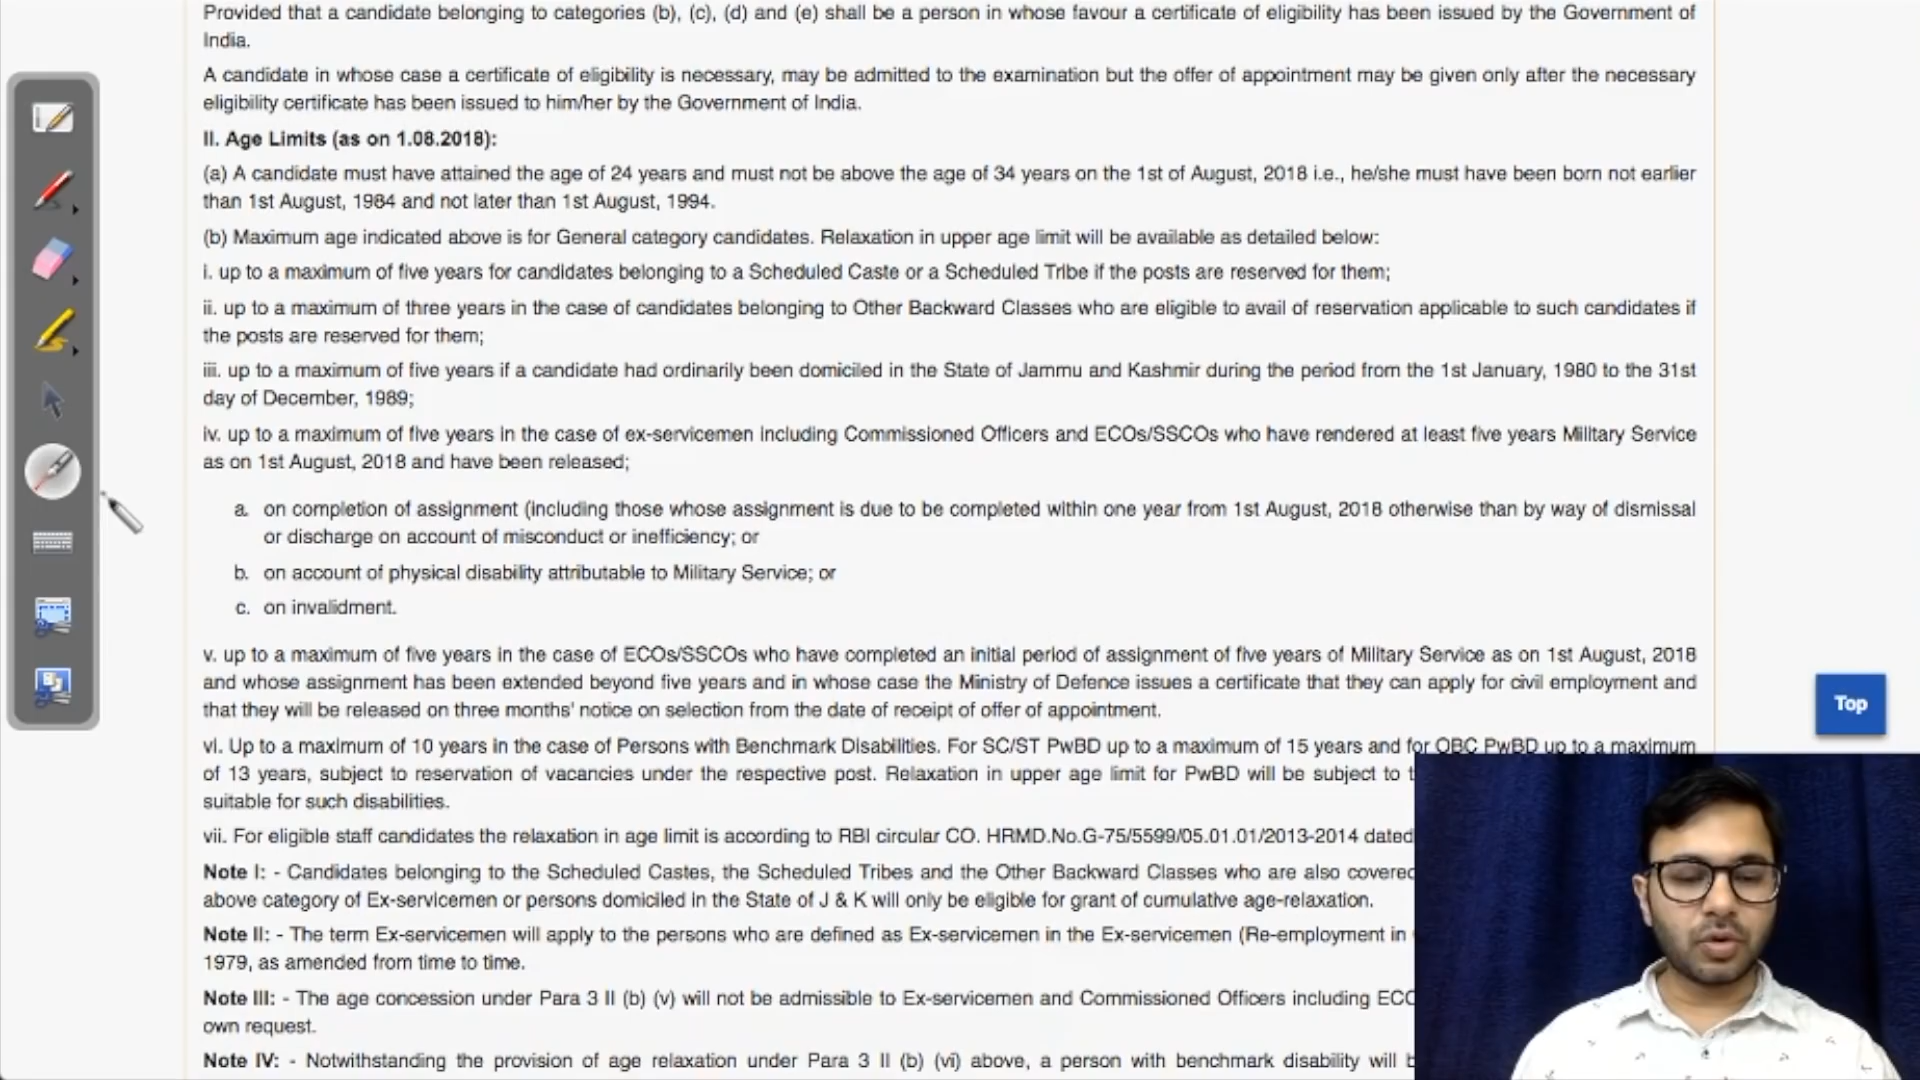 Provided that a candidate belonging to categories (b), (c), (d) and (e) shall be a person in whose favour a certificate of eligibility has been issued by the Government of
India.
A candidate in whose case a certificate of eligibility is necessary, may be admitted to the examination but the offer of appointment may be given only after the necessary
eligibility certificate has been issued to him/her by the Government of India.
II. Age Limits (as on 1.08.2018):
(a) A candidate must have attained the age of 24 years and must not be above the age of 34 years on the 1st of August, 2018 i.e., he/she must have been born not earlier
than 1st August, 1984 and not later than 1st August, 1994.
(b) Maximum age indicated above is for General category candidates. Relaxation in upper age limit will be available as detailed below:
i. up to a maximum of five years for candidates belonging to a Scheduled Caste or a Scheduled Tribe if the posts are reserved for them;
ii. up to a maximum of three years in the case of candidates belonging to Other Backward Classes who are eligible to avail of reservation applicable to such candidates if
the posts are reserved for them;
iii. up to a maximum of five years if a candidate had ordinarily been domiciled in the State of Jammu and Kashmir during the period from the 1st January, 1980 to the 31st
day of December, 1989;
iv. up to a maximum of five years in the case of ex-servicemen including Commissioned Officers and ECOs/SSCOs who have rendered at least five years Military Service
as on 1st August, 2018 and have been released;
a. on completion of assignment (including those whose assignment is due to be completed within one year from 1st August, 2018 otherwise than by way of dismissal
or discharge on account of misconduct or inefficiency; or
b. on account of physical disability attributable to Military Service; or
c. on invalidment.
v. up to a maximum of five years in the case of ECOs/SSCOs who have completed an initial period of assignment of five years of Military Service as on 1st August, 2018
and whose assignment has been extended beyond five years and in whose case the Ministry of Defence issues a certificate that they can apply for civil employment and
that they will be released on three months' notice on selection from the date of receipt of offer of appointment.
Top
vi. Up to a maximum of 10 years in the case of Persons with Benchmark Disabilities. For SC/ST PwBD up to a maximum of 15 years and for OBC PwBD up to a maximum
of 13 years, subject to reservation of vacancies under the respective post. Relaxation in upper age limit for PwBD will be subject to
suitable for such disabilities.
vii. For eligible staff candidates the relaxation in age limit is according to RBI circular CO. HRMD.No.G-75/5599/05.01.01/2013-2014 dated
Note I: - Candidates belonging to the Scheduled Castes, the Scheduled Tribes and the Other Backward Classes who are also
above category of Ex-servicemen or persons domiciled in the State of J & K will only be eligible for grant of cumulative age-relaxation.
Note II: - The term Ex-servicemen will apply to the persons who are defined as Ex-servicemen in the Ex-servicemen (Re-employment in
1979, as amended from time to time.
Note III: - The age concession under Para 3 II (b) (v) will not be admissible to Ex-servicemen and Commissioned Officers including
own request.
Note IV: - Notwithstanding the provision of age relaxation under Para 3 II (b) (vi) above, a person with benchmark disability will